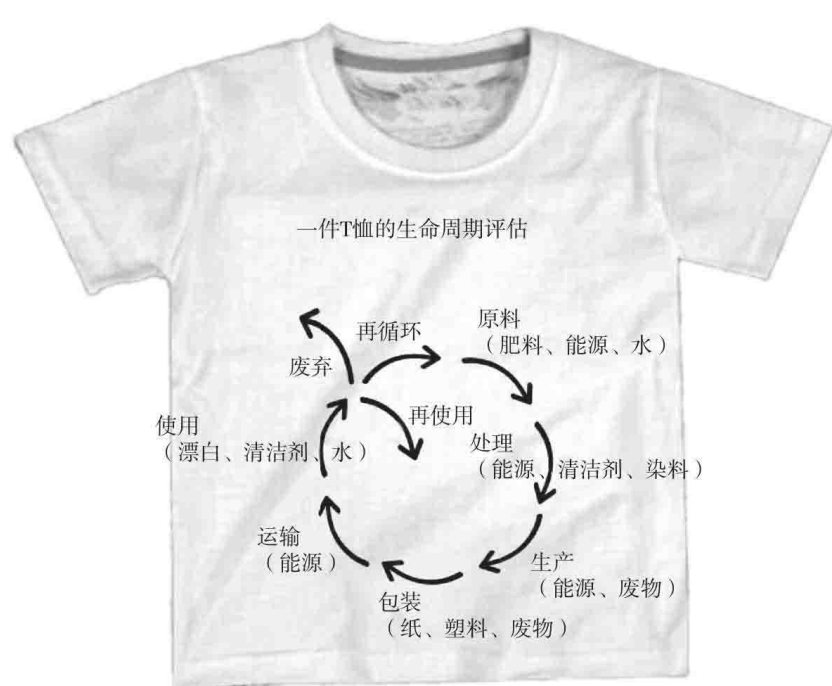 一件T恤的生命周期评估
再循环
原料
（肥料、能源、水）
废弃
再使用
使用
（漂白、清洁剂、水）
处理
（能源、清洁剂、染料）
运输
（能源）
生产
（能源、废物）
包装
（纸、塑料、废物）